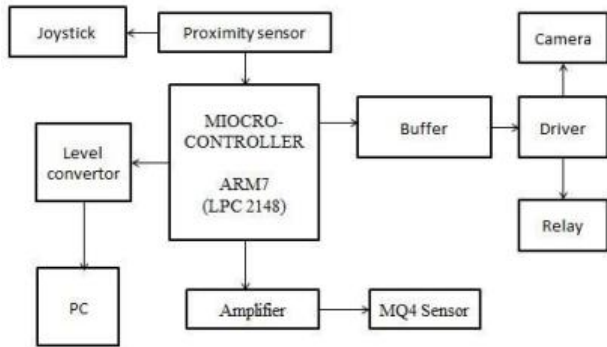 Joystick
Proximity sensor
Camera
MIOCRO-
CONTROLLER
ARM7
(LPC 2148)
Buffer
Driver
Level
convertor
Relay
PC
Amplifier
MQ4 Sensor